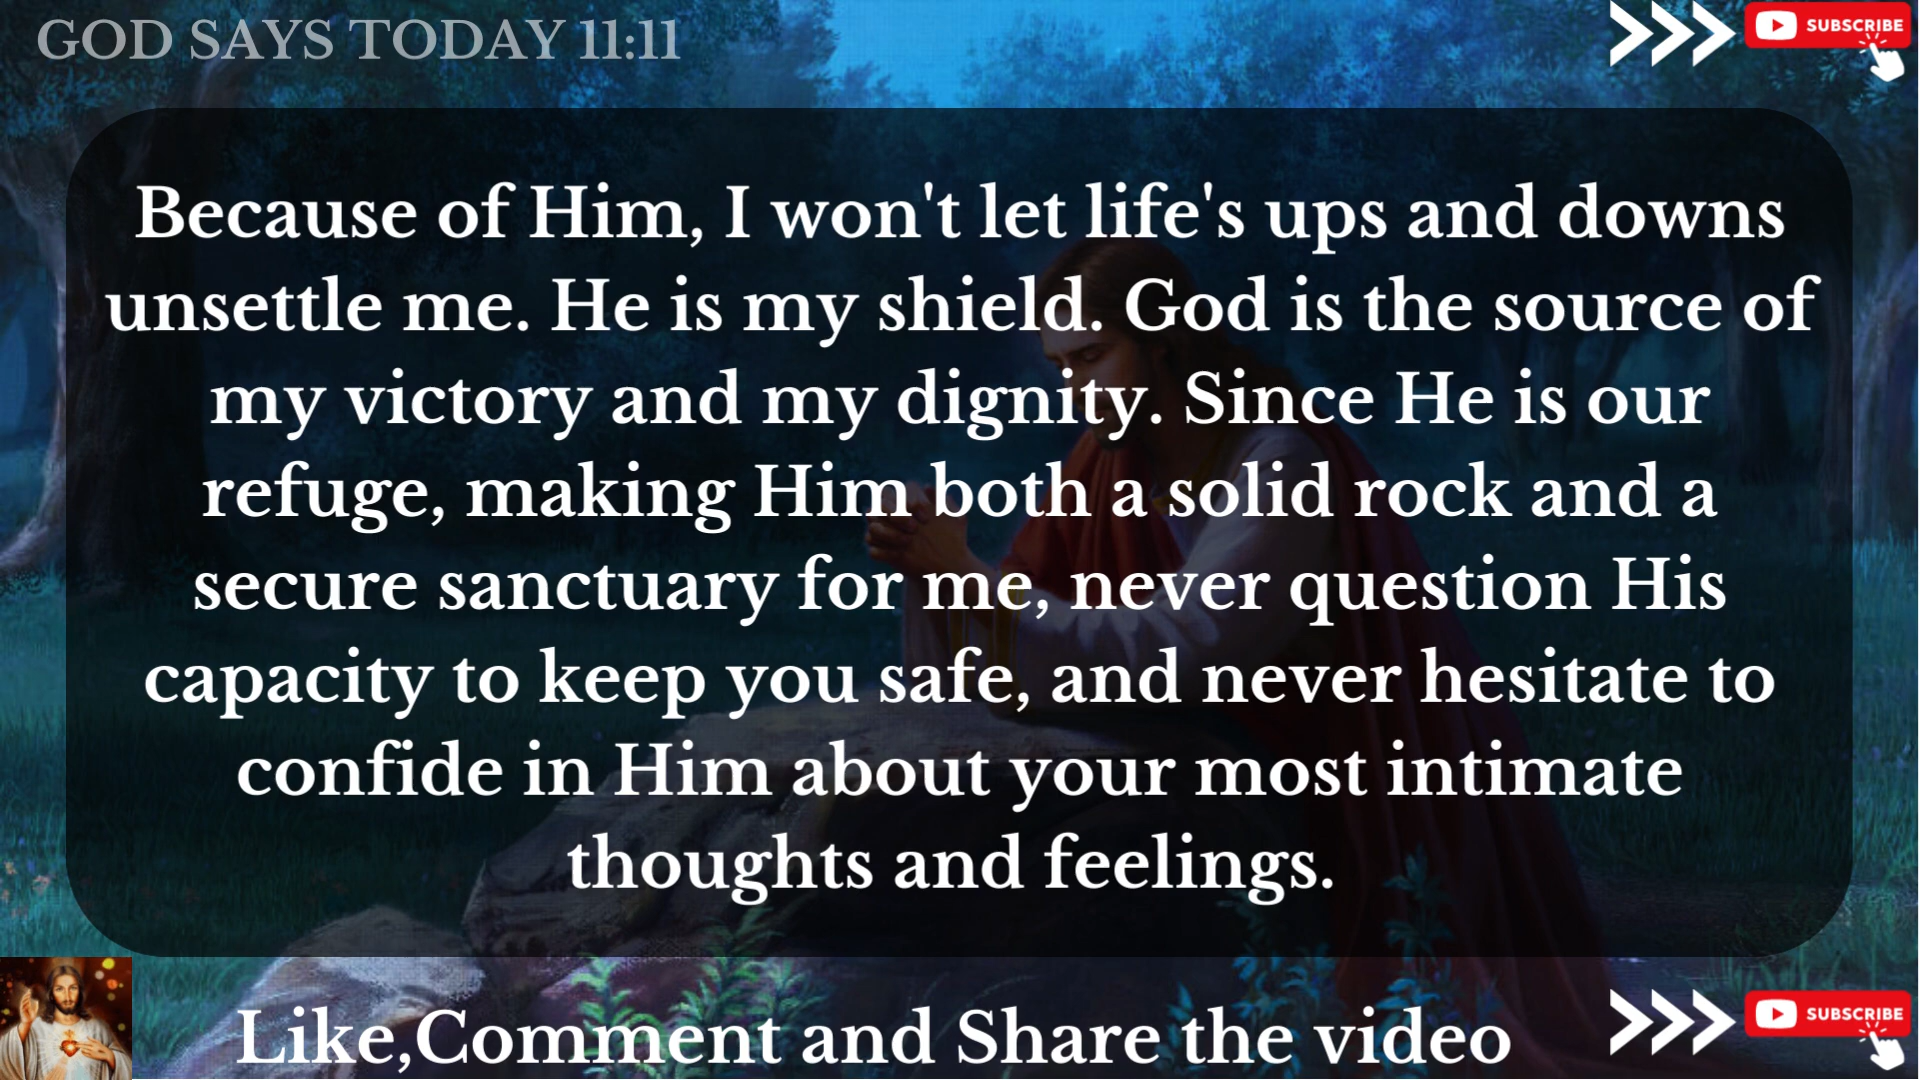 GOD SAYS TODAY 11:11
SUBSCRIBE
Because of Him, I won't let life's ups and downs
unsettle me. He is my shield. God is the source of
my victory and my dignity. Since He is our
refuge, making Him both a solid rock and a
secure sanctuary for me, never question His
capacity to keep you safe, and never hesitate to
confide in Him about your most intimate
thoughts and feelings.
Like,Comment and Share the video
SUBSCRIBE